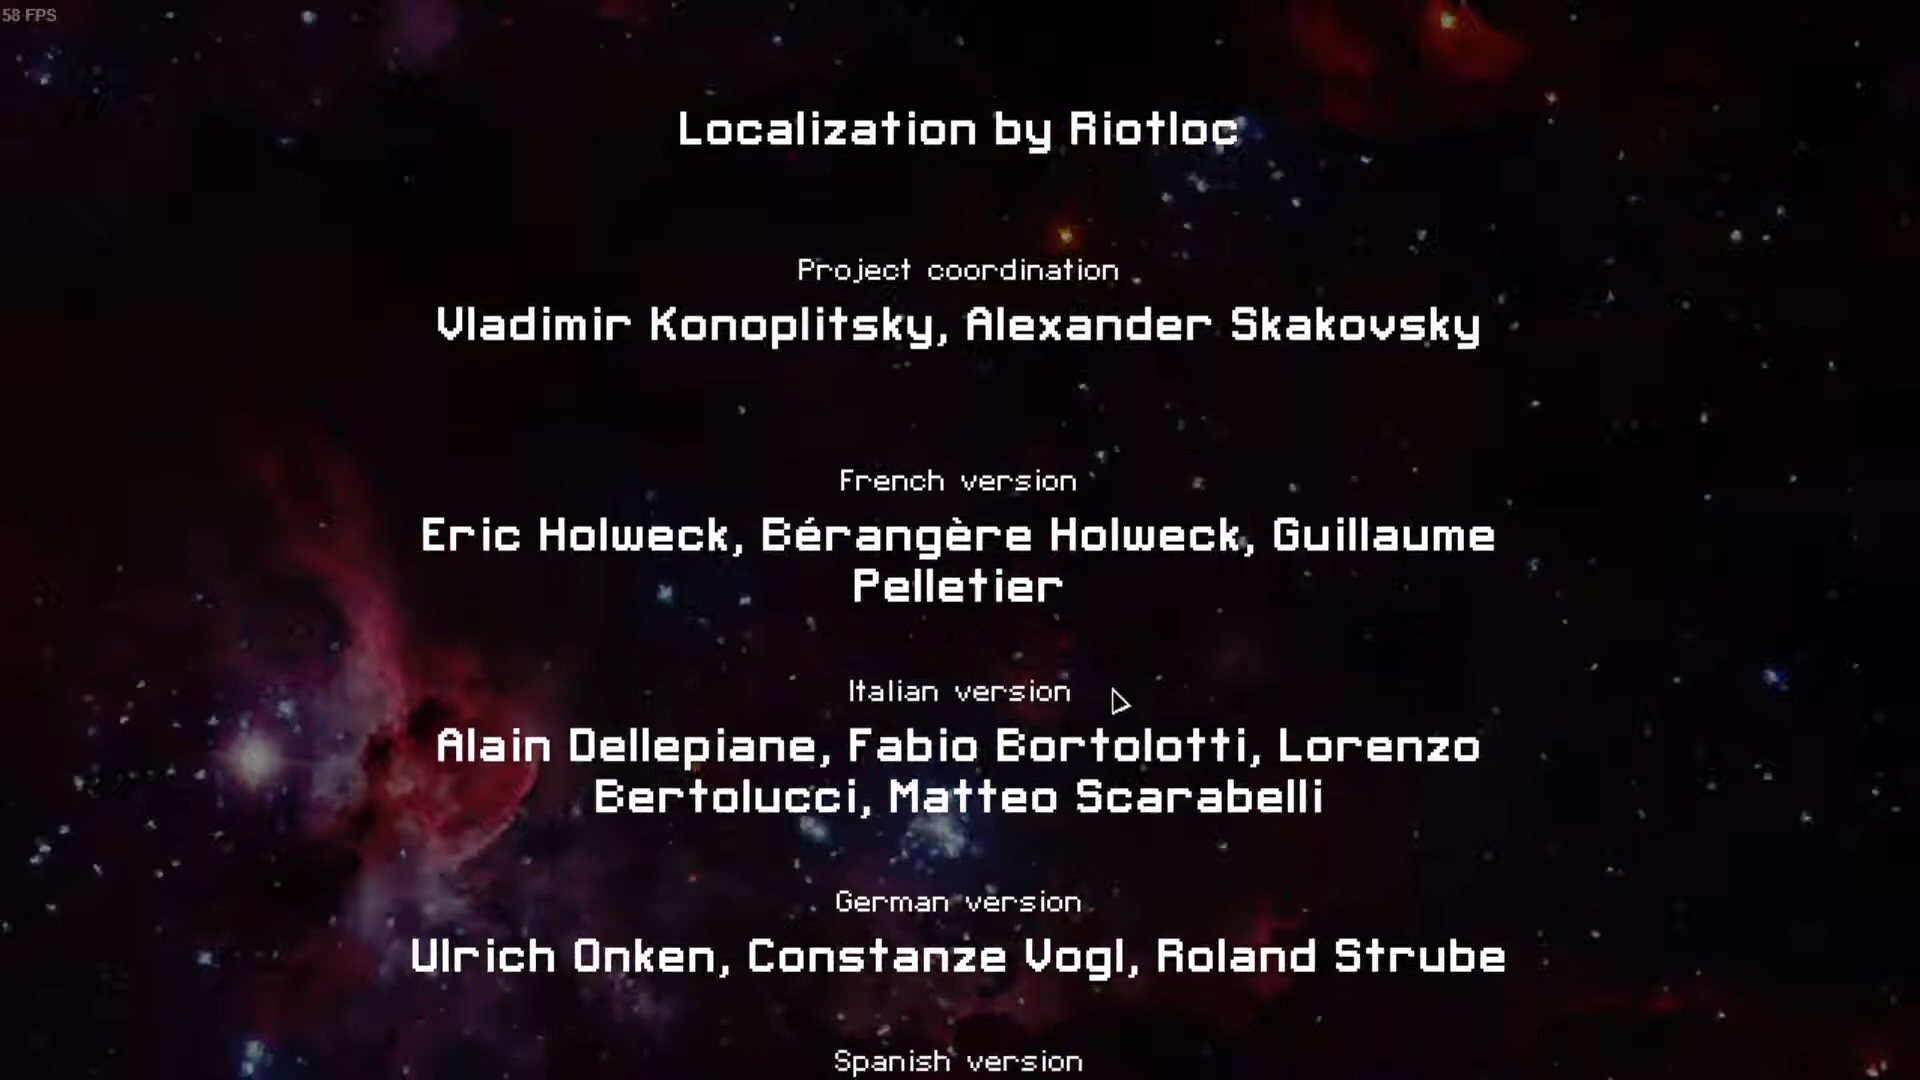 58 FPS
Localization by Riotloc
Project coordination
Vladimir Konoplitsky, Alexander Skakovsky
French version
Eric Holweck, Bérangère Holweck, Guillaume
Pelletier
Italian version
Alain Dellepiane, Fabio Bortolotti, Lorenzo
Bertolucci, Matteo Scarabelli
German version
Ulrich Onken, Constanze Vogl, Roland Strube
Spanish version